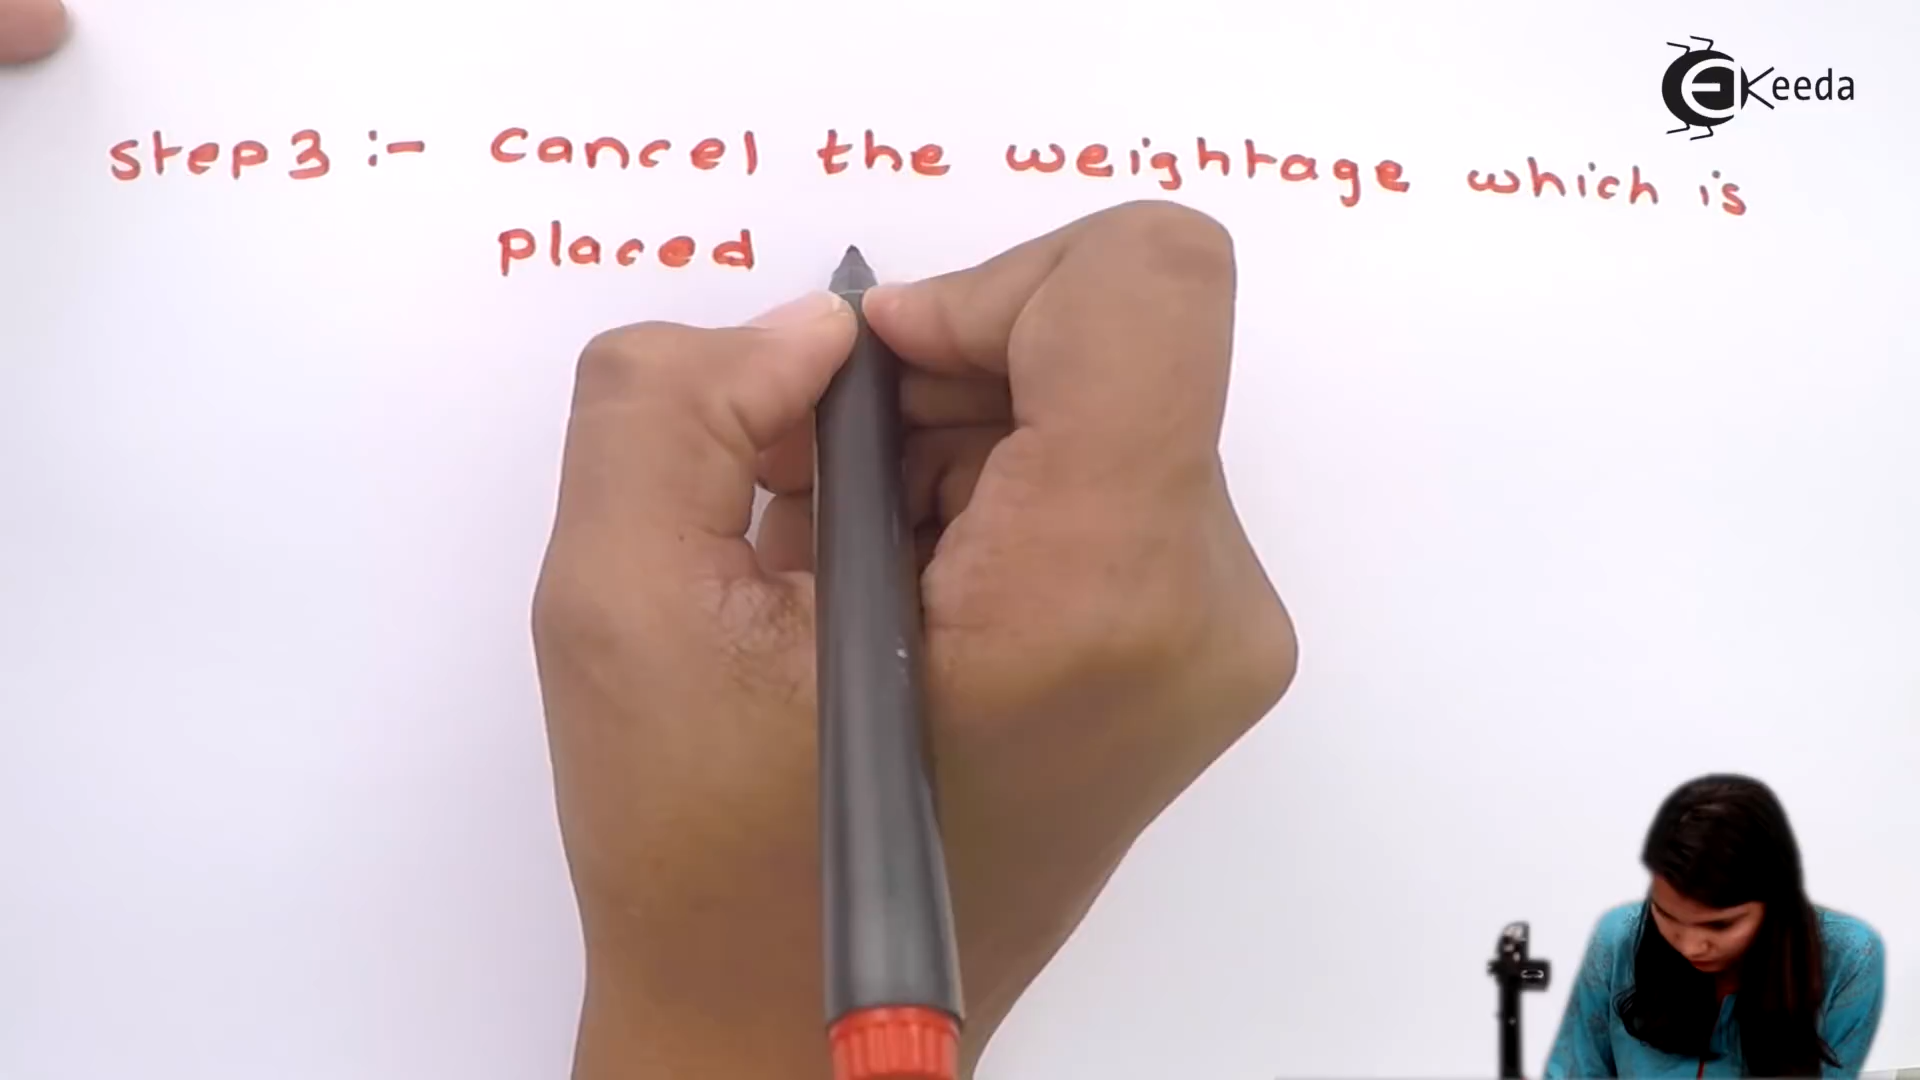 EKeeda
step 3 :- cancel the weightage which is
placed